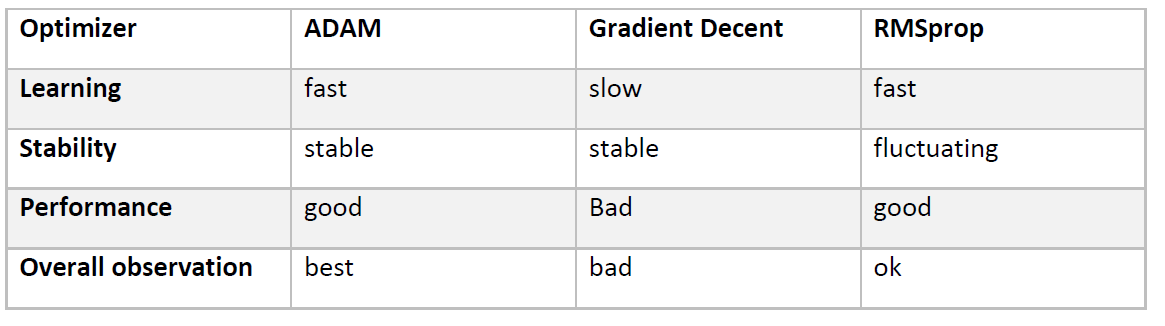 Optimizer ADAM Gradient Decent RMSprop
Learning fast slow fast
Stability stable stable fluctuating
Performance good Bad good
Overall observation best bad ok